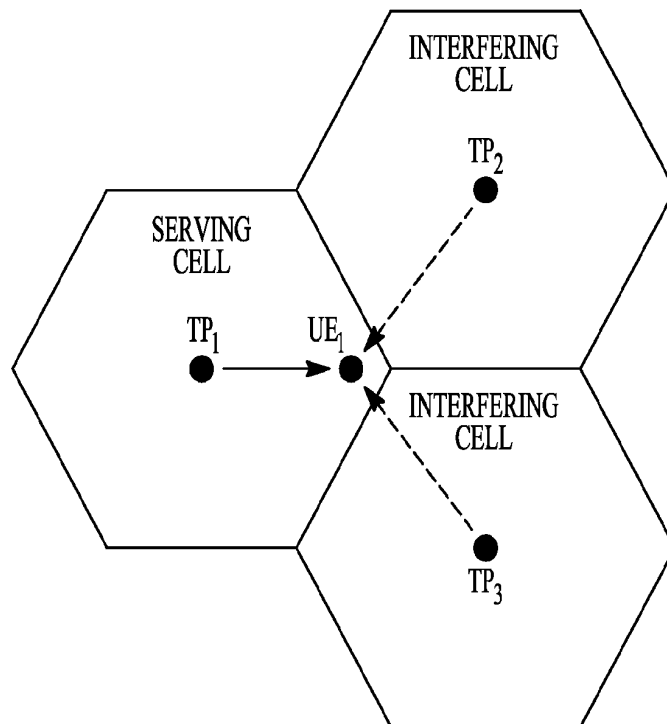 INTERFERING
CELL
TP2
SERVING
CELL
TP1
UE1
INTERFERING
CELL
TP3